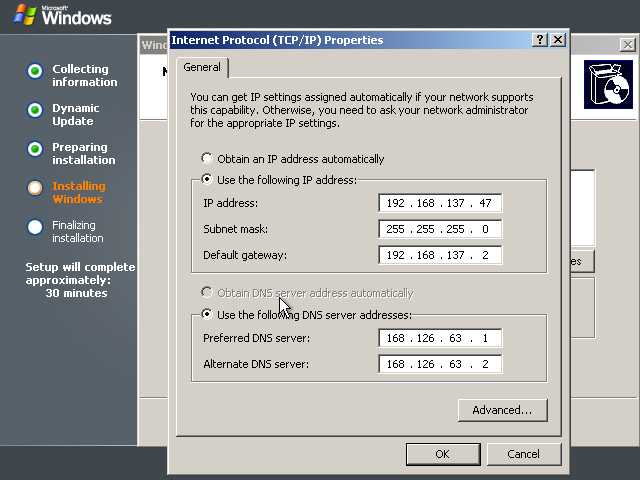 Microsoft
Windows
Collecting
information
Dynamic
Update
Preparing
installation
Installing
Windows
Finalizing
installation
Setup will complete
approximately:
30 minutes
Internet Protocol (TCP/IP) Properties
General
You can get IP settings assigned automatically if your network supports
this capability. Otherwise, you need to ask your network administrator
for the appropriate IP settings.
Obtain an IP address automatically
Use the following IP address:
IP address: 192 . 168 . 137 . 47
Subnet mask: 255 . 255 . 255 . 0
Default gateway: 192 . 168 . 137 . 2
Obtain DNS server address automatically
Use the following DNS server addresses:
Preferred DNS server: 168 . 126 . 63 . 1
Alternate DNS server: 168 . 126 . 63 . 2
Advanced...
OK Cancel